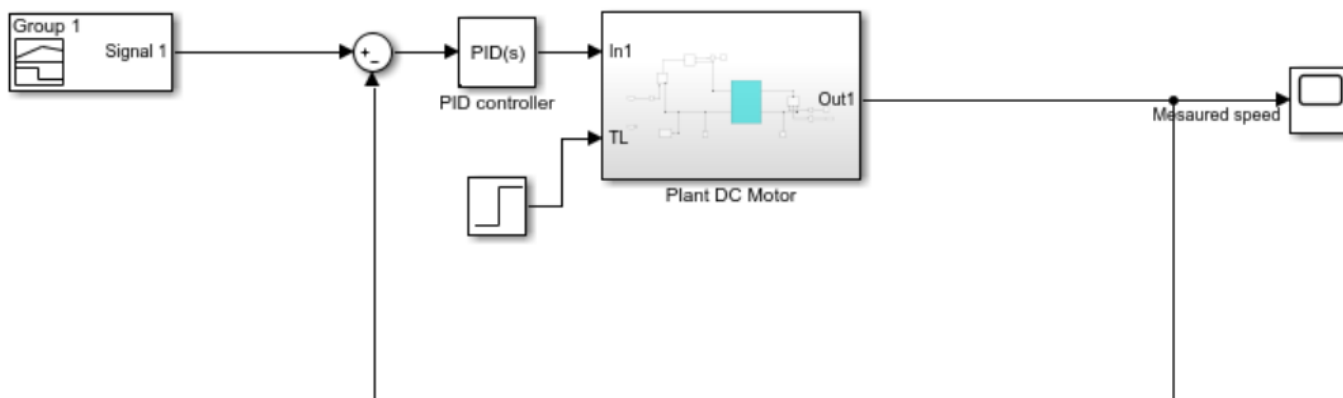 Group 1
Signal 1
PID(s)
PID controller
In1
TL
Out1
Plant DC Motor
Mesaured speed